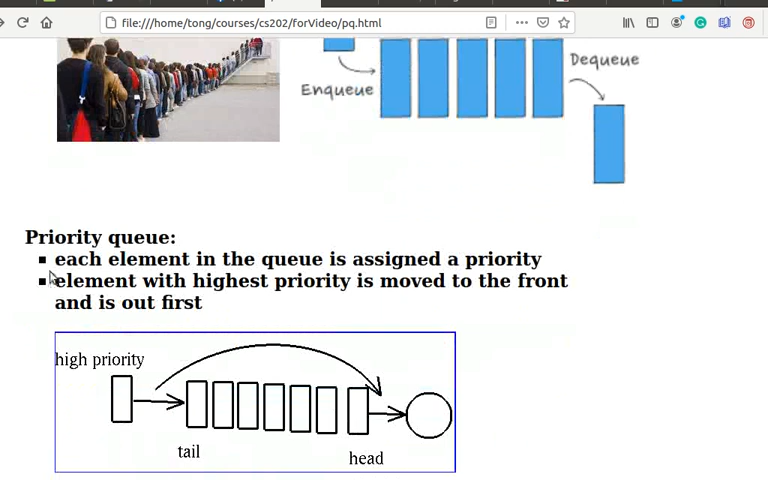 file:///home/tong/courses/cs202/forVideo/pq.html
Dequeue
Enqueue
Priority queue:
each element in the queue is assigned a priority
element with highest priority is moved to the front
and is out first
high priority
tail
head